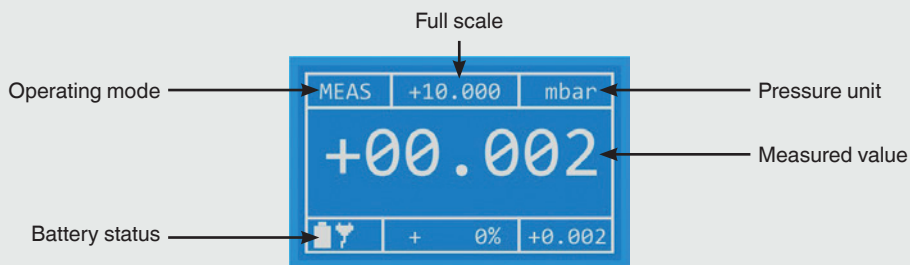 Full scale
Operating mode
MEAS +10.000 mbar
Pressure unit
+00.002
Measured value
Battery status
+ 0% +0.002